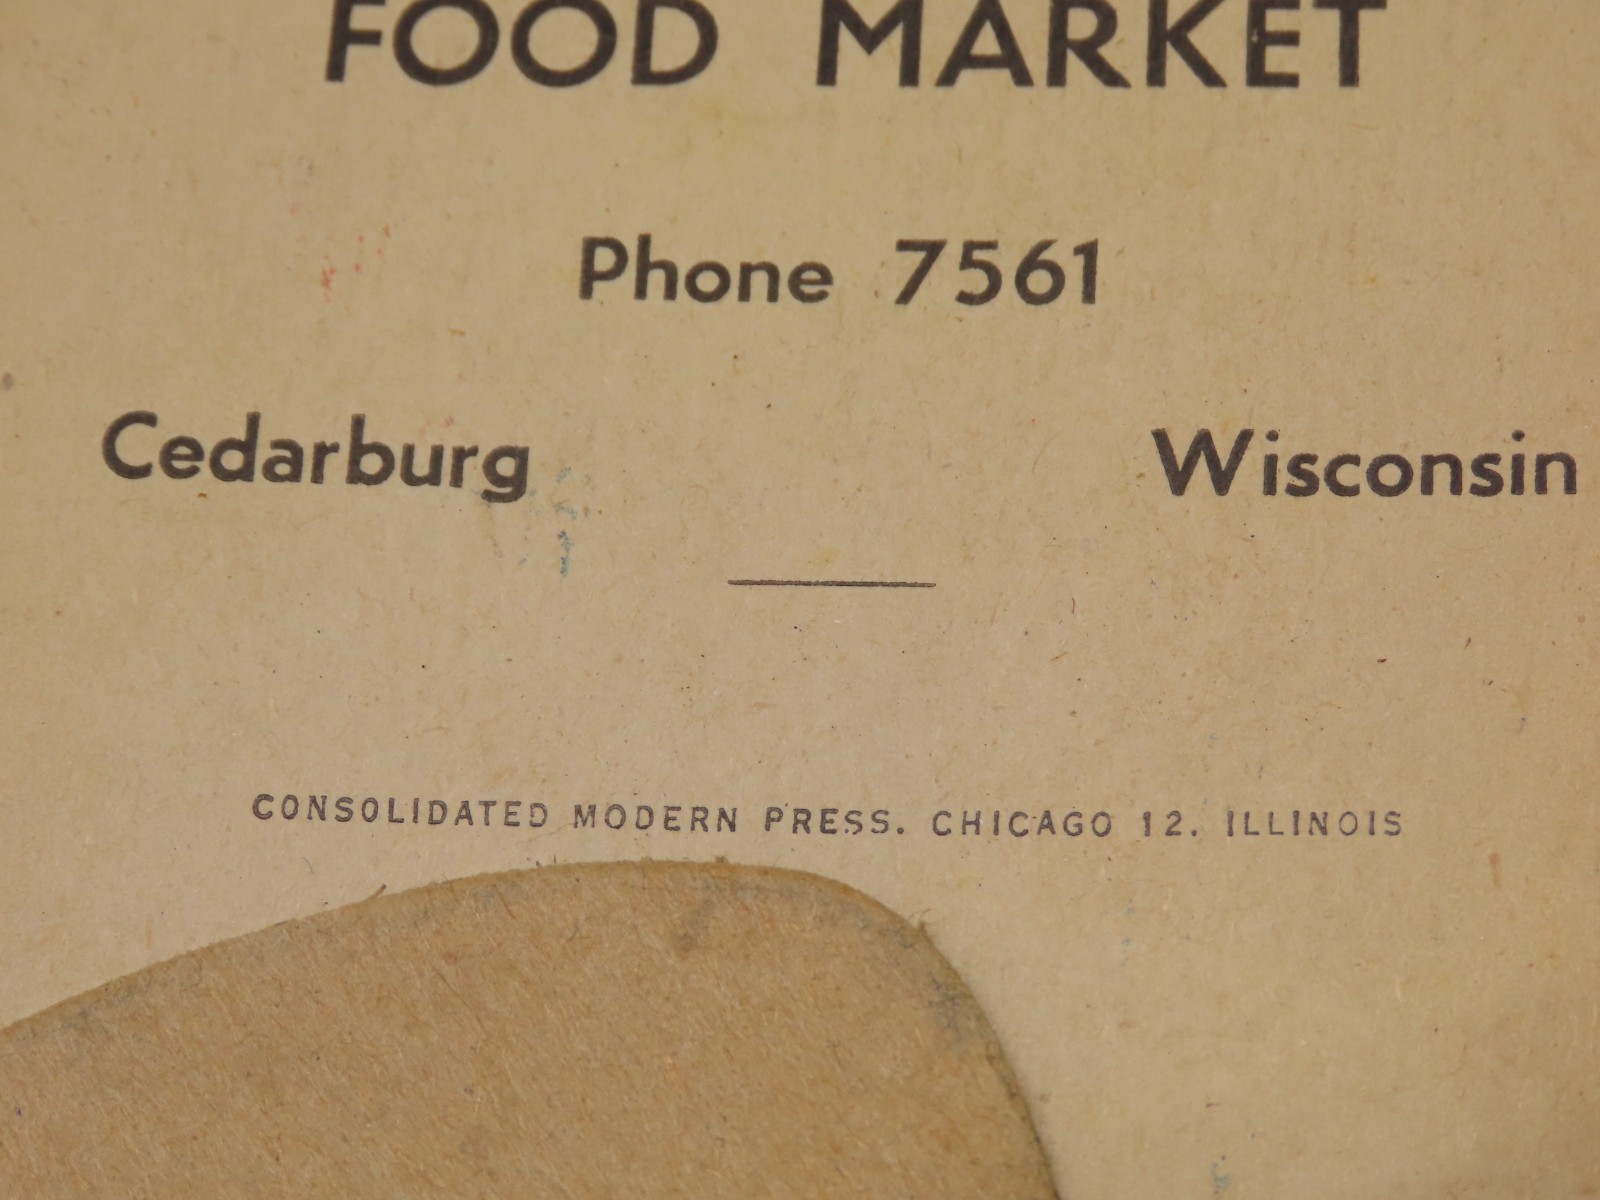 FOOD MARKET
Phone 7561
Cedarburg Wisconsin
CONSOLIDATED MODERN PRESS. CHICAGO 12. ILLINOIS